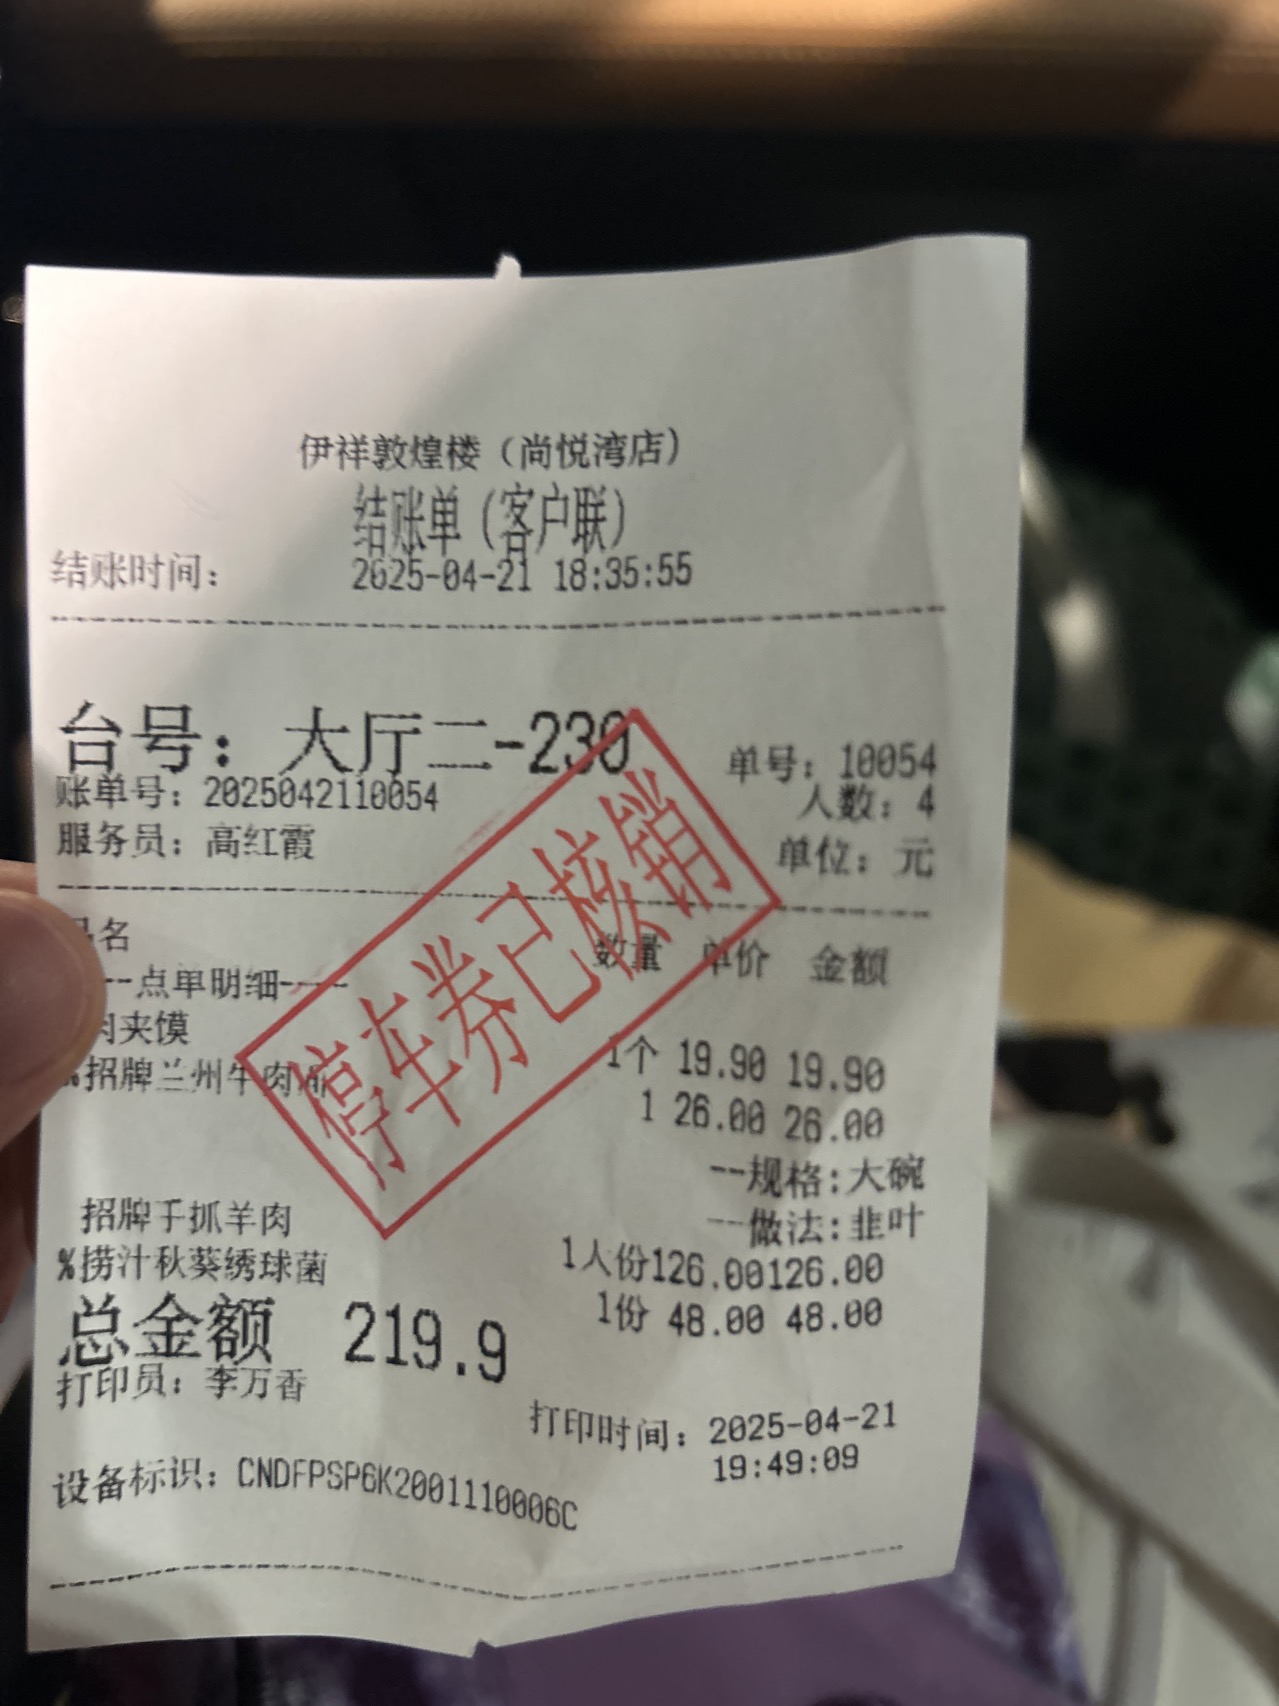 伊祥敦煌楼（尚悦湾店）
结账单（客户联）
结账时间： 2025-04-21 18:35:55
台号：大厅二-230
单号：10054
账单号：2025042110054
人数：4
服务员：高红霞
单位：元
品名 数量 单价 金额
--点单明细----
肉夹馍
1个 19.90 19.90
%招牌兰州牛肉面
1 26.00 26.00
--规格:大碗
--做法:韭叶
招牌手抓羊肉
1人份126.00126.00
%捞汁秋葵绣球菌
1份 48.00 48.00
总金额 219.9
打印员：李万香
打印时间：2025-04-21
19:49:09
设备标识：CNDFPSP6K2001110006C
停车券已核销